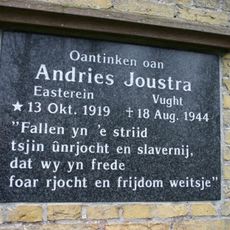 Oantinken oan
Andries Joustra
Easterein Vught
★ 13 Okt. 1919 † 18 Aug. 1944
"Fallen yn 'e striid
tsjin ûnrjocht en slavernij,
dat wy yn frede
foar rjocht en frijdom weitsje"